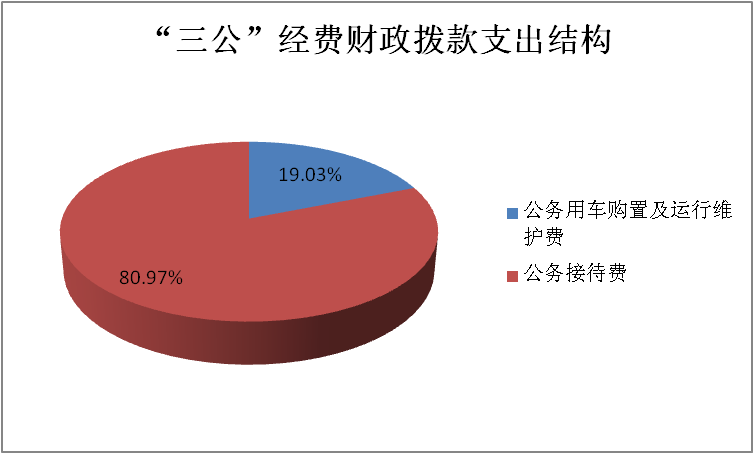 “三公”经费财政拨款支出结构
19.03%
80.97%
公务用车购置及运行维
护费
公务接待费